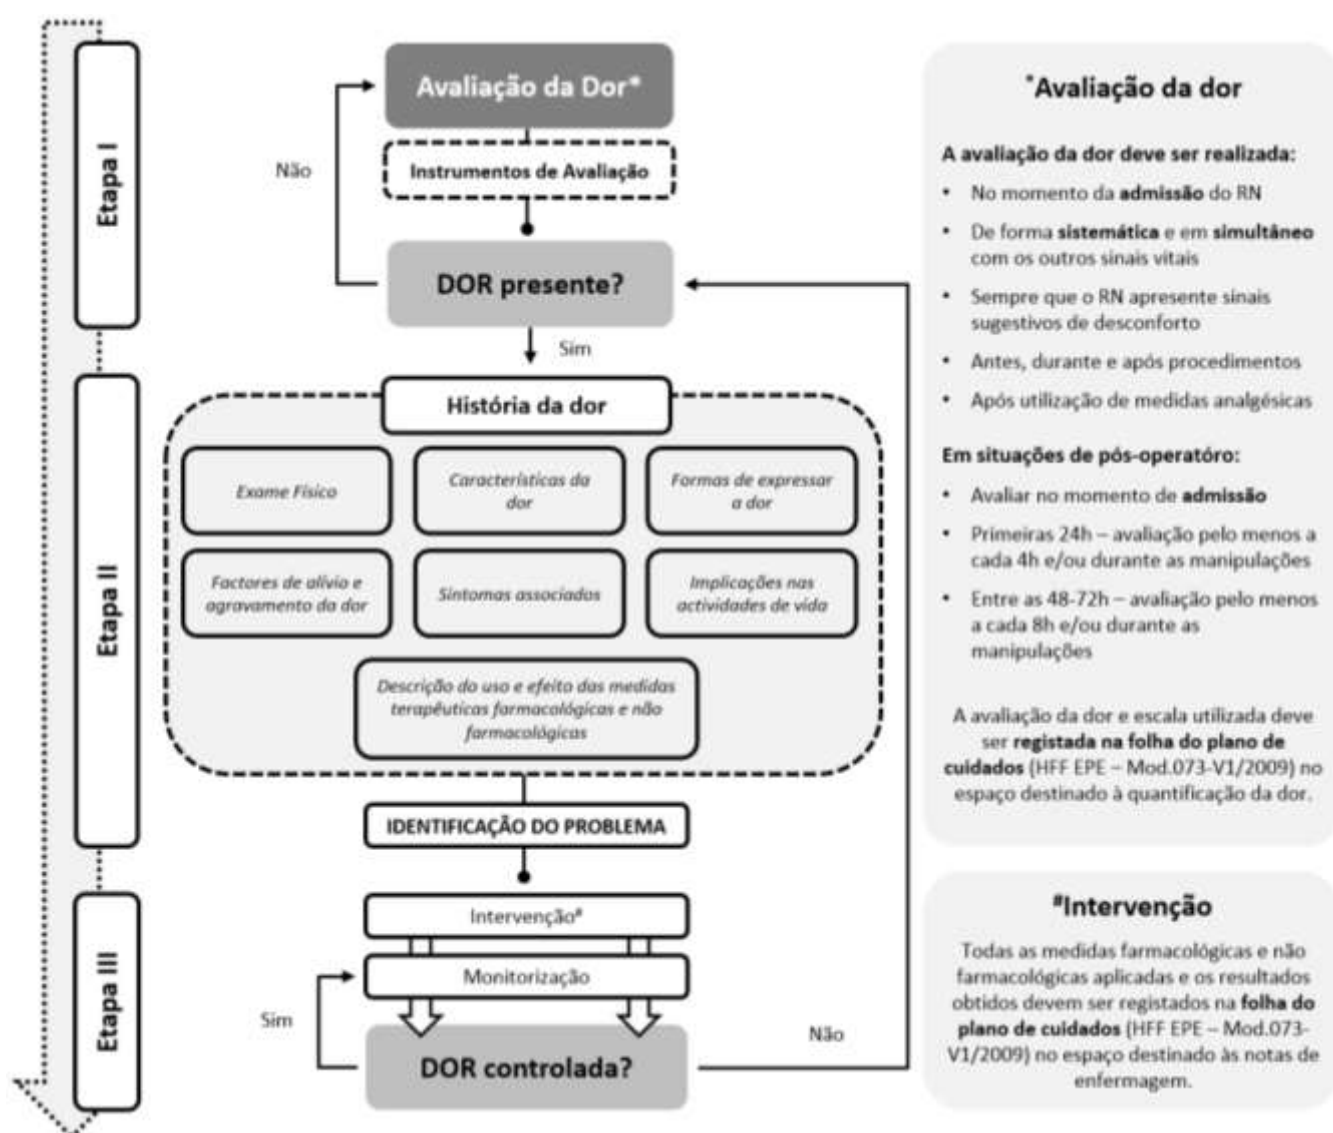 Etapa I
Avaliação da Dor*
Instrumentos de Avaliação
Não
DOR presente?
Sim
Etapa II
História da dor
Exame Físico
Características da
dor
Formas de expressar
a dor
Factores de alívio e
agravamento da dor
Sintomas associados
Implicações nas
actividades de vida
Descrição do uso e efeito das medidas
terapêuticas farmacológicas e não
farmacológicas
IDENTIFICAÇÃO DO PROBLEMA
Etapa III
Intervenção#
Monitorização
Sim
Não
DOR controlada?
*Avaliação da dor
A avaliação da dor deve ser realizada:
• No momento da admissão do RN
• De forma sistemática e em simultâneo
com os outros sinais vitais
• Sempre que o RN apresente sinais
sugestivos de desconforto
• Antes, durante e após procedimentos
• Após utilização de medidas analgésicas
Em situações de pós-operatóro:
• Avaliar no momento de admissão
• Primeiras 24h – avaliação pelo menos a
cada 4h e/ou durante as manipulações
• Entre as 48-72h – avaliação pelo menos
a cada 8h e/ou durante as
manipulações
A avaliação da dor e escala utilizada deve
ser registada na folha do plano de
cuidados (HFF EPE – Mod.073-V1/2009) no
espaço destinado à quantificação da dor.
#Intervenção
Todas as medidas farmacológicas e não
farmacológicas aplicadas e os resultados
obtidos devem ser registados na folha do
plano de cuidados (HFF EPE – Mod.073-
V1/2009) no espaço destinado às notas de
enfermagem.